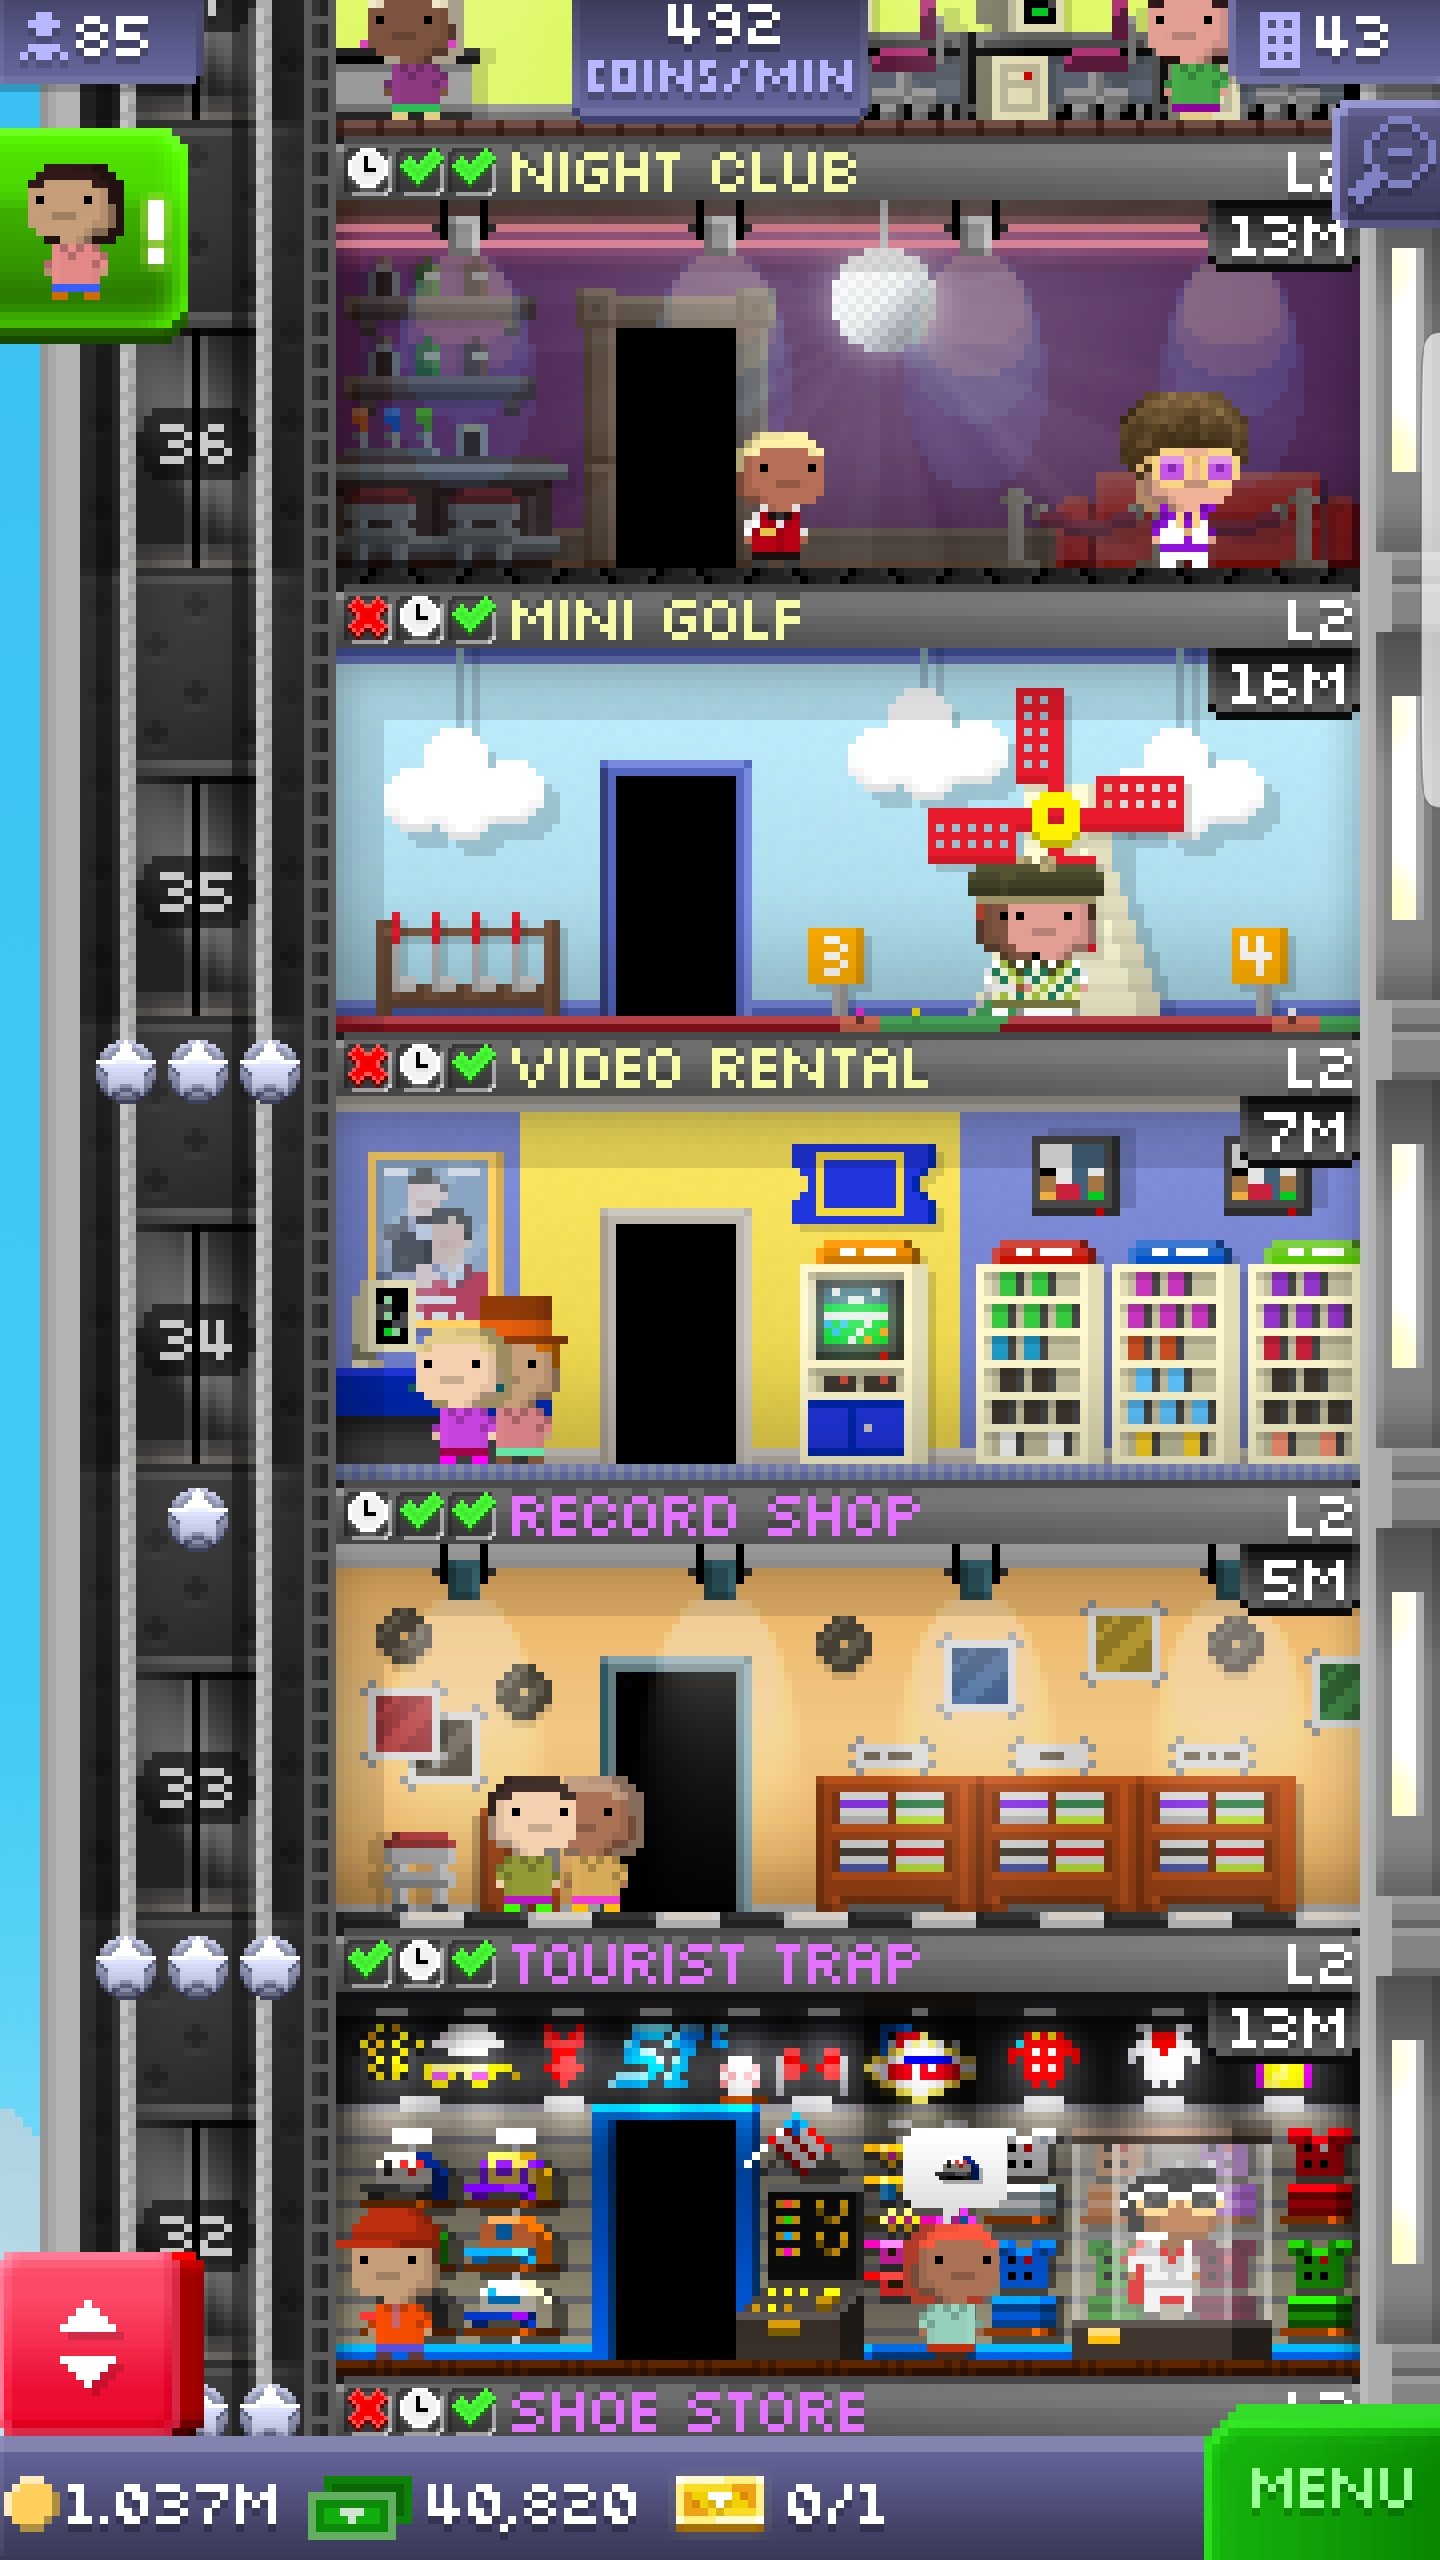 85
492
COINS/MIN
43
!
NIGHT CLUB
13M
36
MINI GOLF L2
16M
35
3
4
VIDEO RENTAL L2
7M
34
RECORD SHOP L2
5M
33
TOURIST TRAP L2
13M
32
SHOE STORE
1.037M 40,820 0/1
MENU